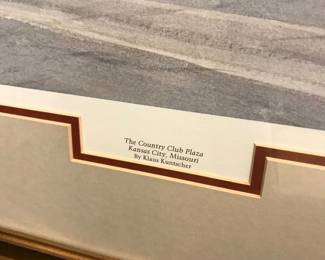 The Country Club Plaza
Kansas City, Missouri
By Klaus Kuntscher